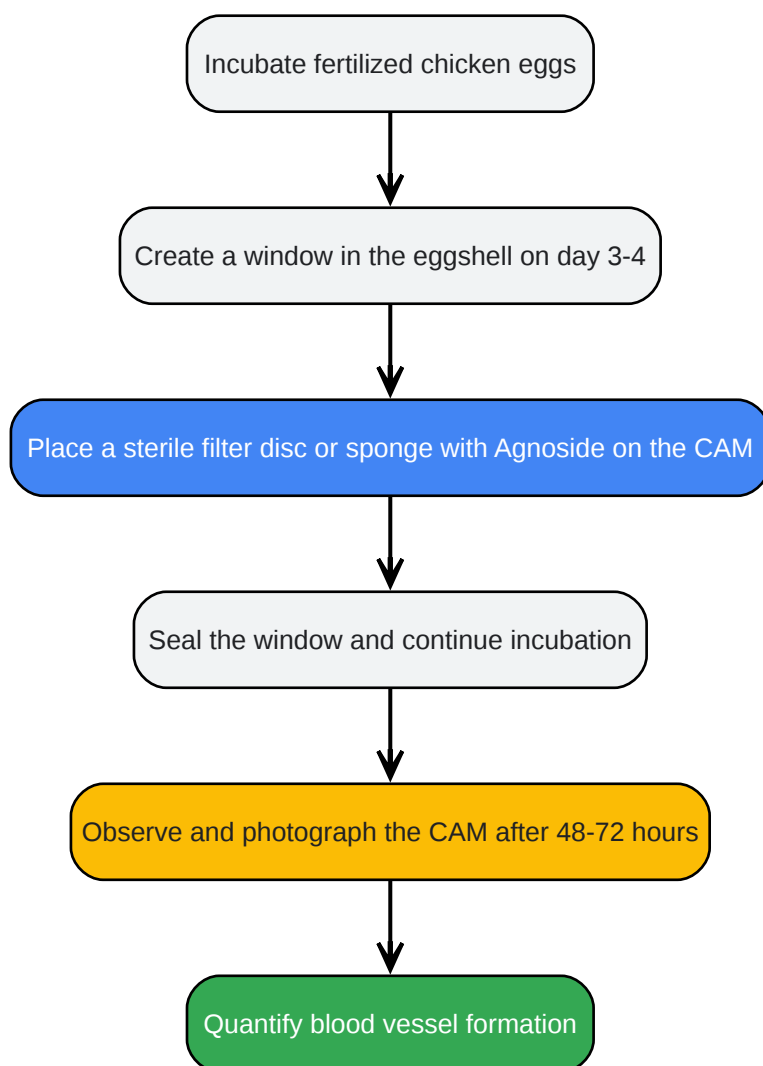 Incubate fertilized chicken eggs
Create a window in the eggshell on day 3-4
Place a sterile filter disc or sponge with Agnoside on the CAM
Seal the window and continue incubation
Observe and photograph the CAM after 48-72 hours
Quantify blood vessel formation